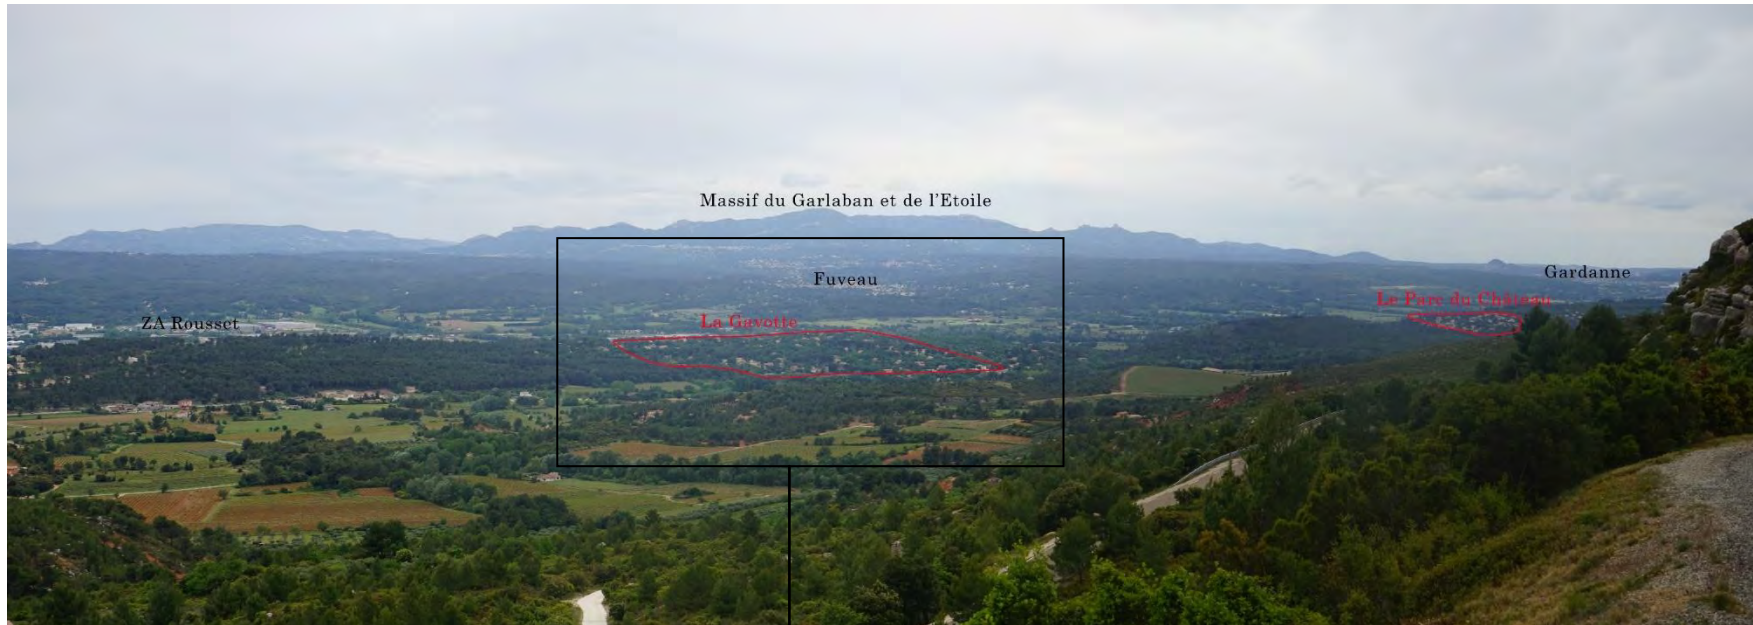 Massif du Garlaban et de l'Etoile
Fuveau
Gardanne
Le Parc du Château
ZA Rousset
La Gavotte